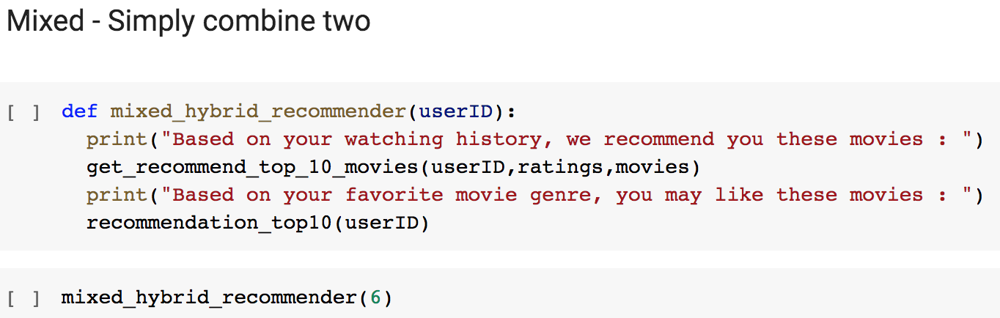 Mixed - Simply combine two
[ ] def mixed_hybrid_recommender(userID):
print("Based on your watching history, we recommend you these movies : ")
get_recommend_top_10_movies(userID,ratings,movies)
print("Based on your favorite movie genre, you may like these movies : ")
recommendation_top10(userID)
[ ] mixed_hybrid_recommender(6)